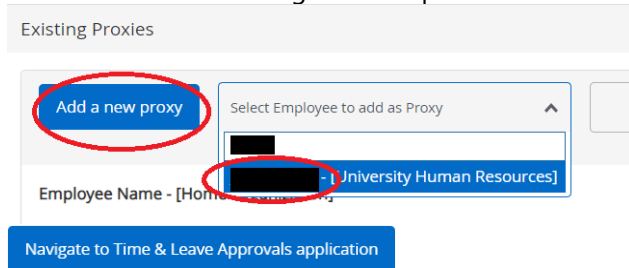 Existing Proxies
Add a new proxy
Select Employee to add as Proxy
- [University Human Resources]
Employee Name -
Navigate to Time & Leave Approvals application